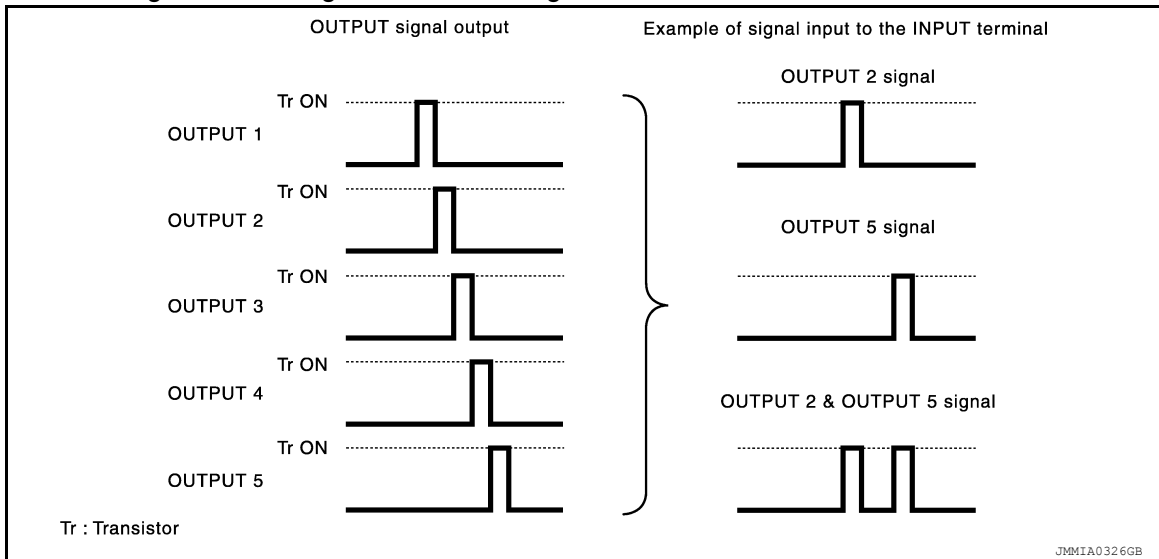 OUTPUT signal output
Example of signal input to the INPUT terminal
Tr ON
OUTPUT 1
Tr ON
OUTPUT 2
Tr ON
OUTPUT 3
Tr ON
OUTPUT 4
Tr ON
OUTPUT 5
OUTPUT 2 signal
OUTPUT 5 signal
OUTPUT 2 & OUTPUT 5 signal
Tr : Transistor
JMMIA0326GB